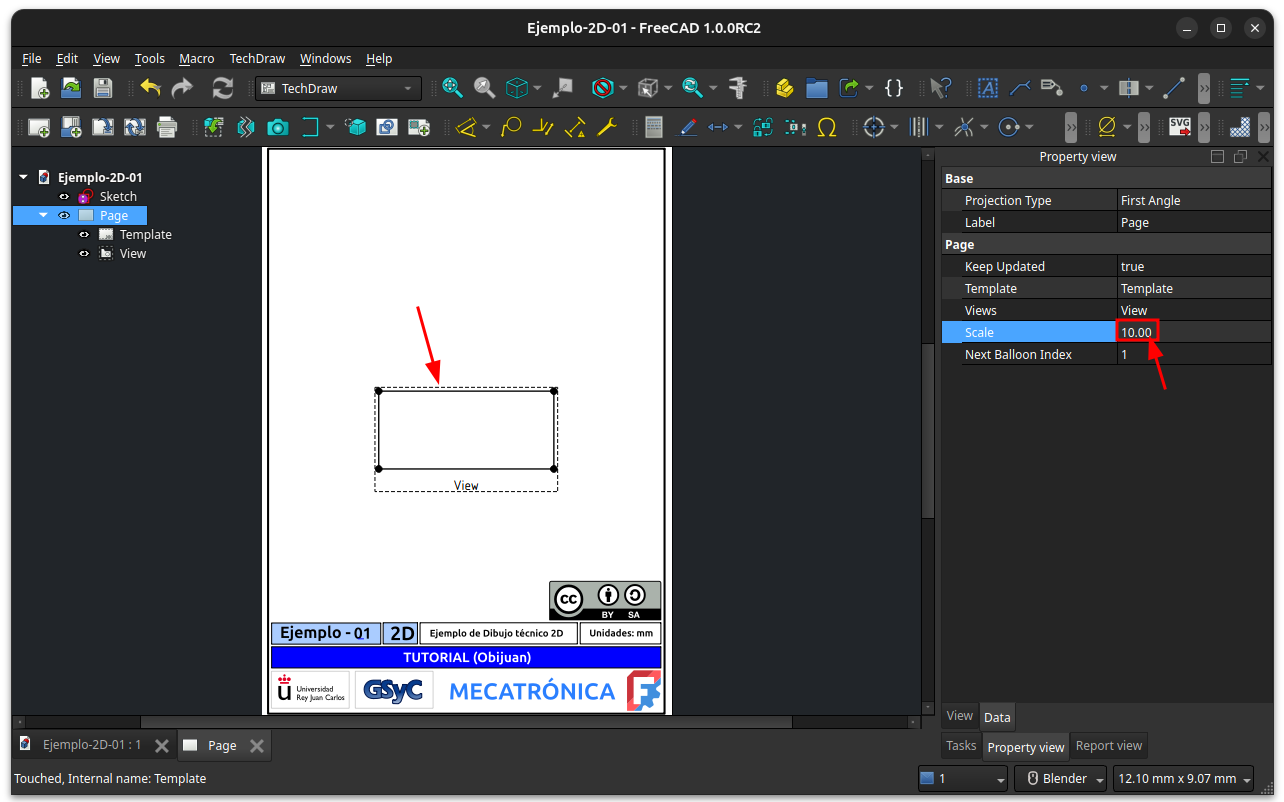 Ejemplo-2D-01 - FreeCAD 1.0.0RC2
File Edit View Tools Macro TechDraw Windows Help
TechDraw
{}
SVG
Ejemplo-2D-01
Sketch
Page
Template
View
View
cc
BY SA
Ejemplo - 01 2D Ejemplo de Dibujo técnico 2D Unidades: mm
TUTORIAL (Obijuan)
Universidad
Rey Juan Carlos
GSyC
MECATRÓNICA
Property view
Base
Projection Type First Angle
Label Page
Page
Keep Updated true
Template Template
Views View
Scale 10.00
Next Balloon Index 1
View Data
Tasks Property view Report view
Ejemplo-2D-01 : 1 Page
Touched, Internal name: Template
1 Blender 12.10 mm x 9.07 mm